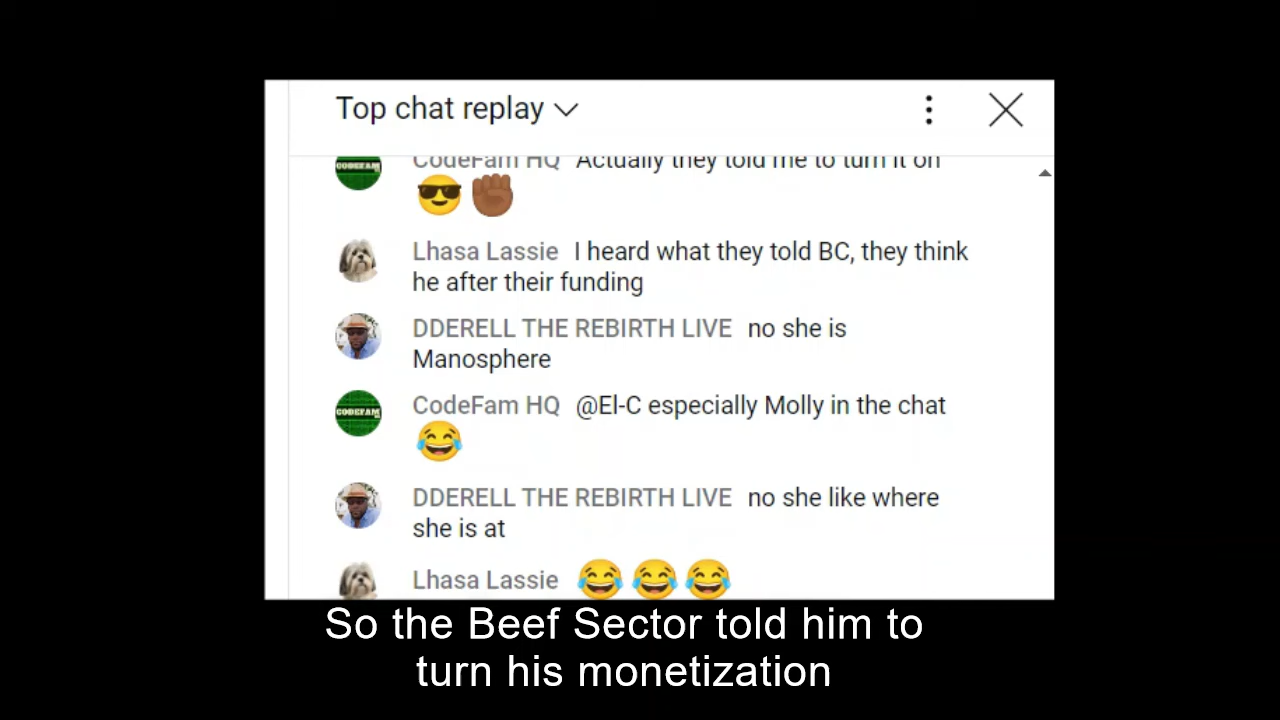 Top chat replay
CodeFam HQ Actually they told me to turn it on
CODEFAM
Lhasa Lassie I heard what they told BC, they think
he after their funding
DDERELL THE REBIRTH LIVE no she is
Manosphere
CodeFam HQ @El-C especially Molly in the chat
CODEFAM
DDERELL THE REBIRTH LIVE no she like where
she is at
Lhasa Lassie
So the Beef Sector told him to
turn his monetization